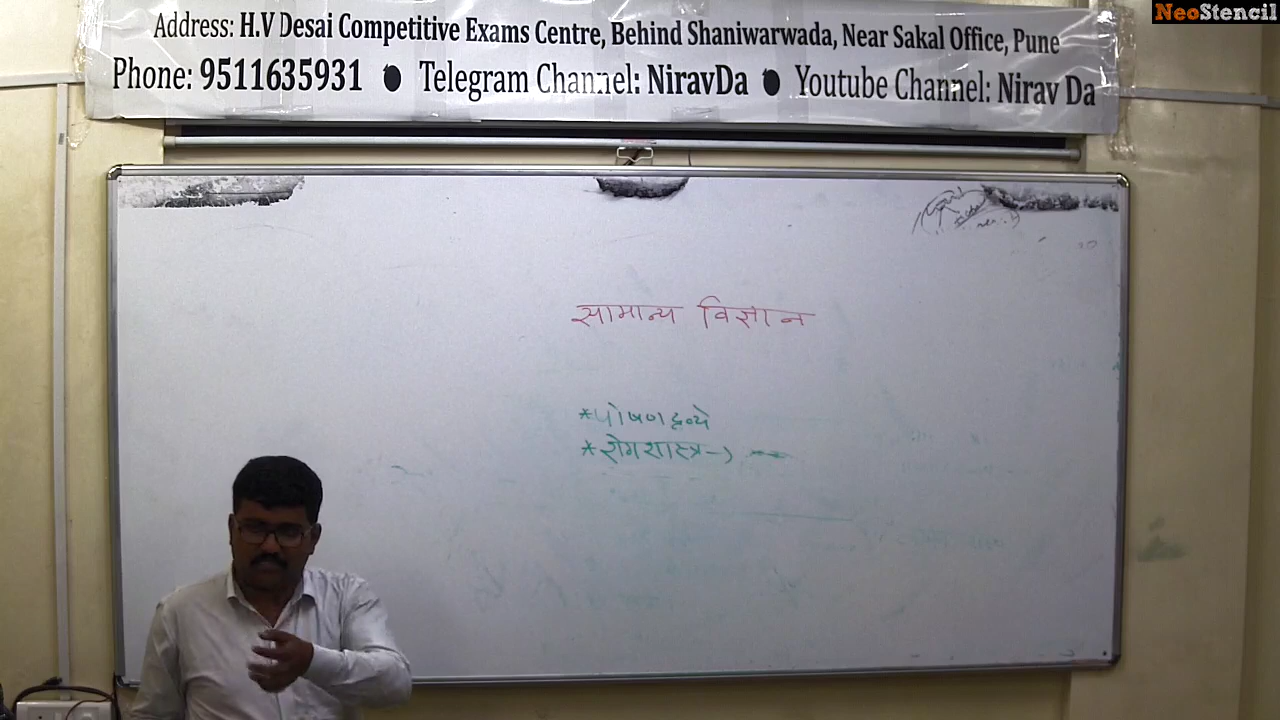 NeoStencil
Address: H.V Desai Competitive Exams Centre, Behind Shaniwarwada, Near Sakal Office, Pune
Phone: 9511635931 ● Telegram Channel: NiravDa ● Youtube Channel: Nirav Da
सामान्य विज्ञान
*पोषणद्रव्ये
*रोगशास्त्र→